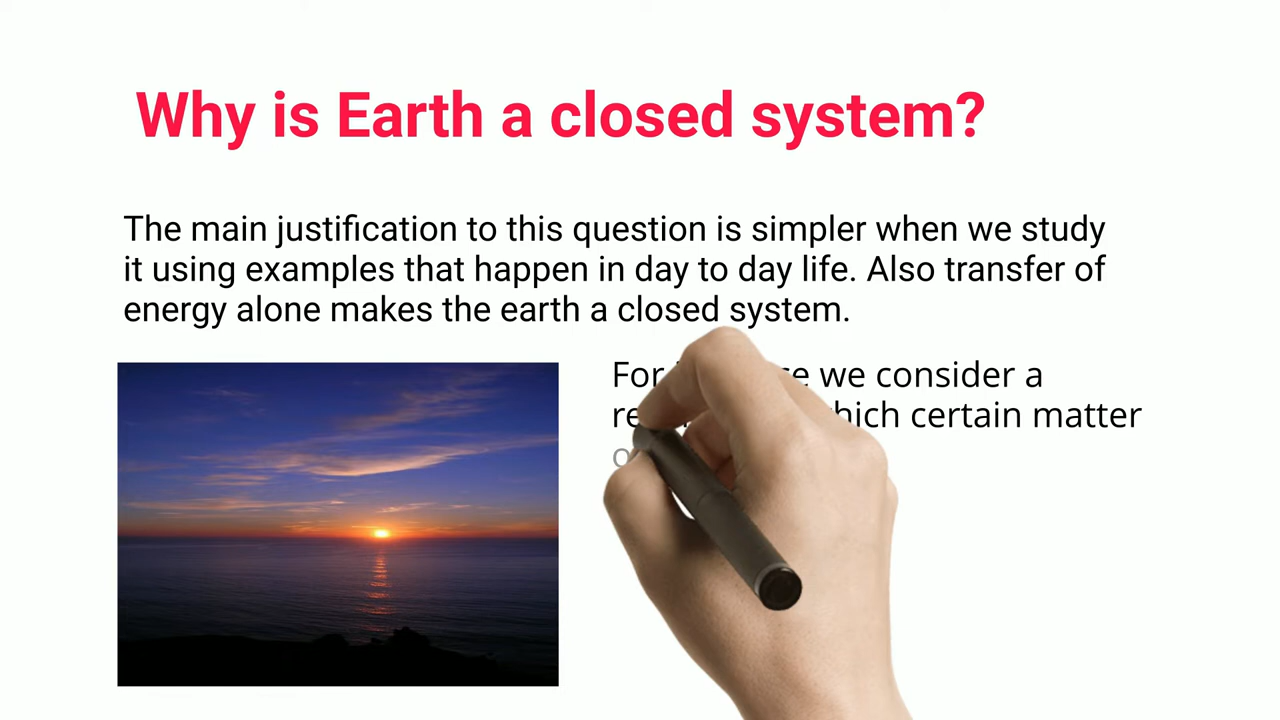 Why is Earth a closed system?
The main justification to this question is simpler when we study
it using examples that happen in day to day life. Also transfer of
energy alone makes the earth a closed system.
For we consider a
certain matter